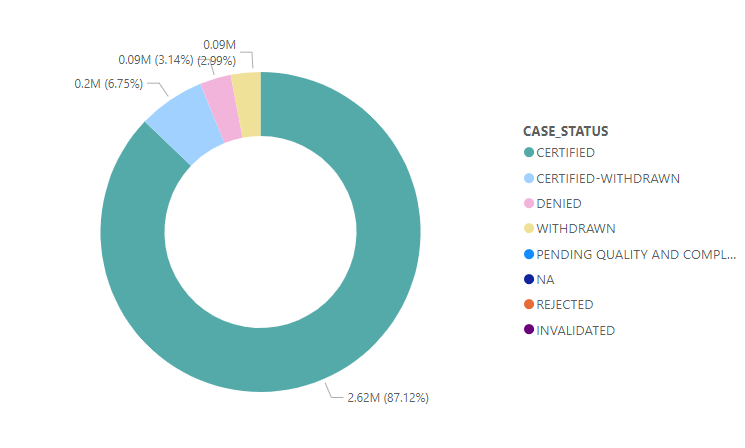 0.09M
0.09M (3.14%) (2.99%)
0.2M (6.75%)
2.62M (87.12%)
CASE_STATUS
CERTIFIED
CERTIFIED-WITHDRAWN
DENIED
WITHDRAWN
PENDING QUALITY AND COMPL...
NA
REJECTED
INVALIDATED